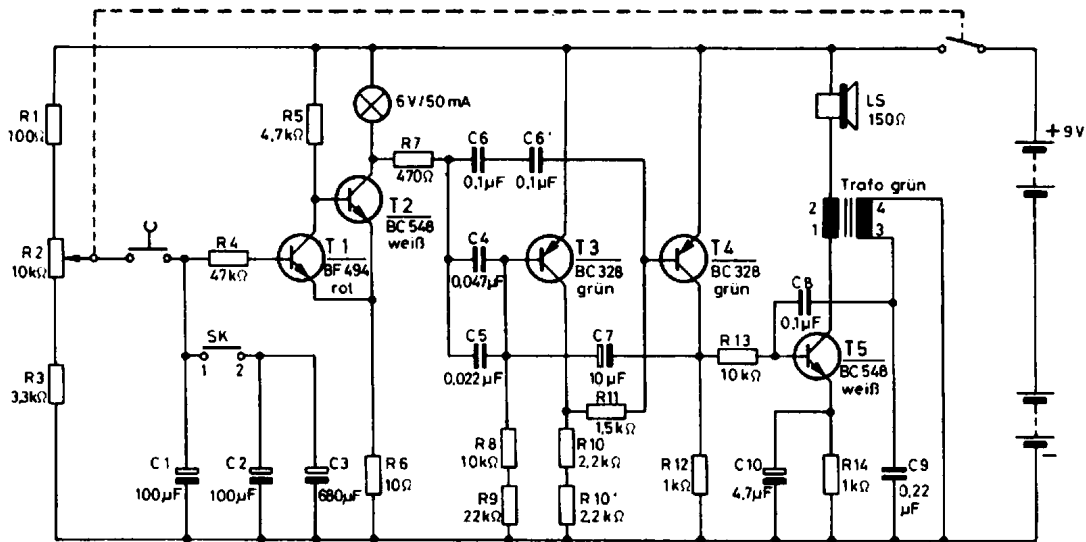 R1
100Ω
R2
10kΩ
R3
3,3kΩ
R4
47kΩ
SK
1 2
C1
100µF
C2
100µF
C3
680µF
R5
4,7kΩ
6V/50mA
T1
BF 494
rot
T2
BC 548
weiß
R6
10Ω
R7
470Ω
C6
0,1µF
C6'
0,1µF
C4
0,047µF
C5
0,022µF
T3
BC 328
grün
C7
10µF
R11
1,5kΩ
R8
10kΩ
R9
22kΩ
R10
2,2kΩ
R10'
2,2kΩ
T4
BC 328
grün
R12
1kΩ
R13
10kΩ
C8
0,1µF
LS
150Ω
Trafo grün
2 4
1 3
T5
BC 548
weiß
C10
4,7µF
R14
1kΩ
C9
0,22
µF
+ 9V
−